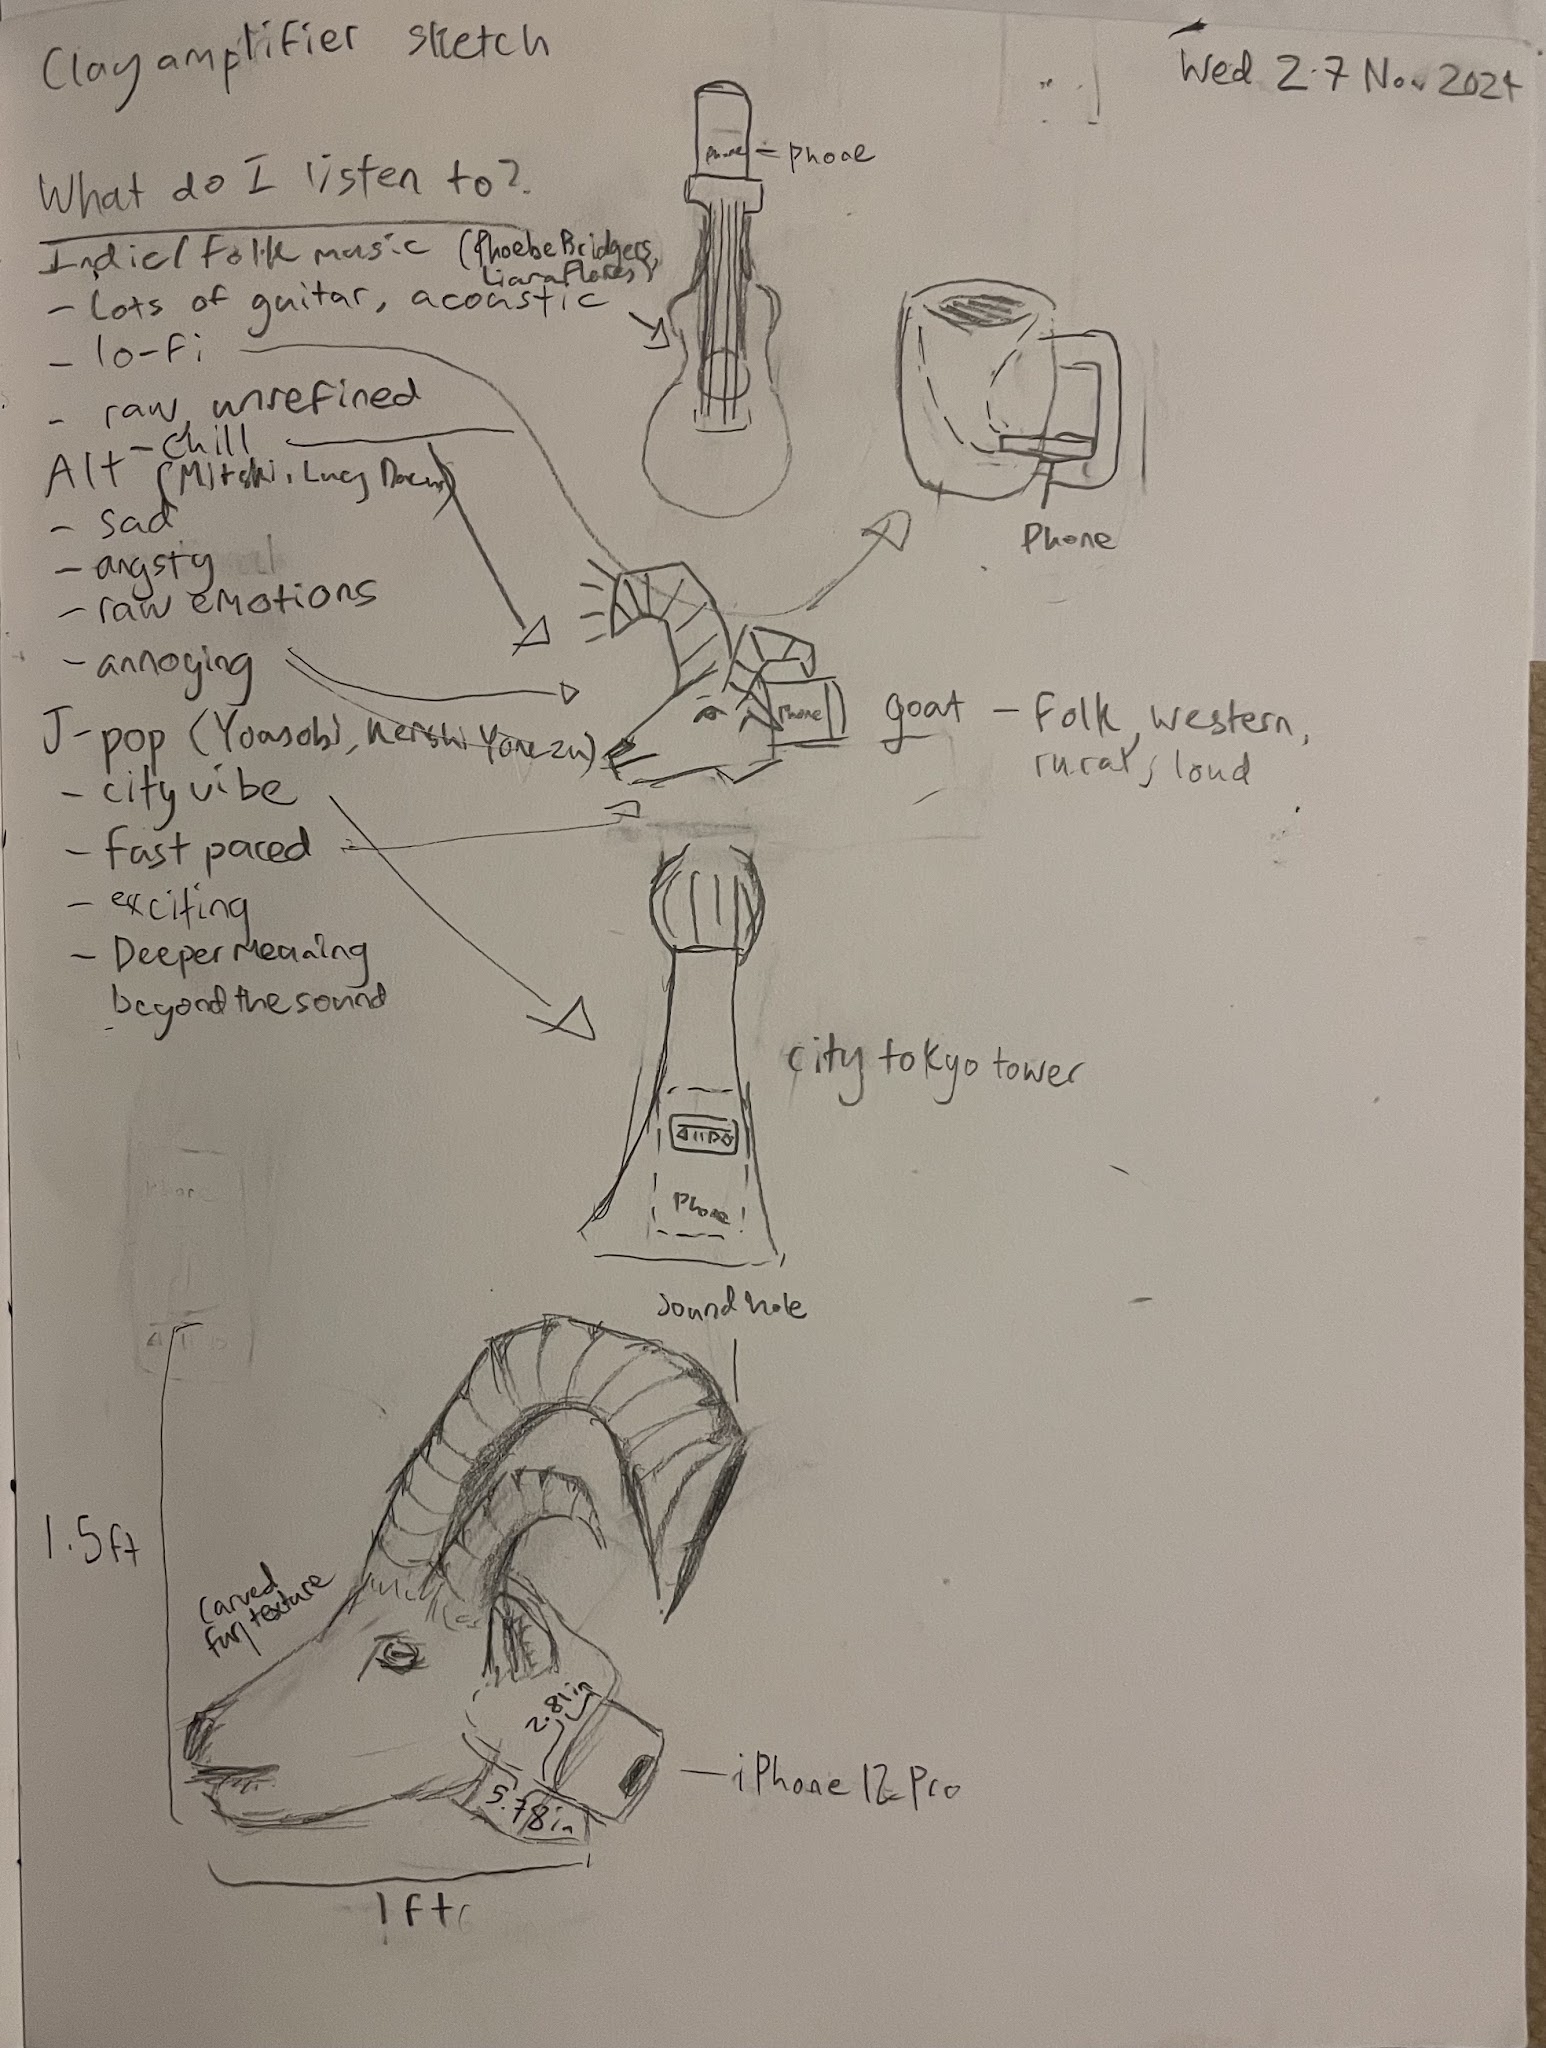 Clay amplifier sketch
Wed 27 Nov 2024
What do I listen to?
Indie/folk music (Phoebe Bridgers,
Liana Flores)
- lots of guitar, acoustic
- lo-fi
- raw, unrefined
- chill
Alt (Mitski, Lucy Dacus)
- sad
- angsty
- raw emotions
- annoying
J-pop (Yoasobi, Kenshi Yonezu)
- city vibe
- fast paced
- exciting
- Deeper meaning
beyond the sound
phone
- phone
Phone
phone
goat - folk, western,
rural, loud
city tokyo tower
Phone
sound hole
1.5ft
carved
fur texture
2.81in
5.78in
- iPhone 12 Pro
1ft